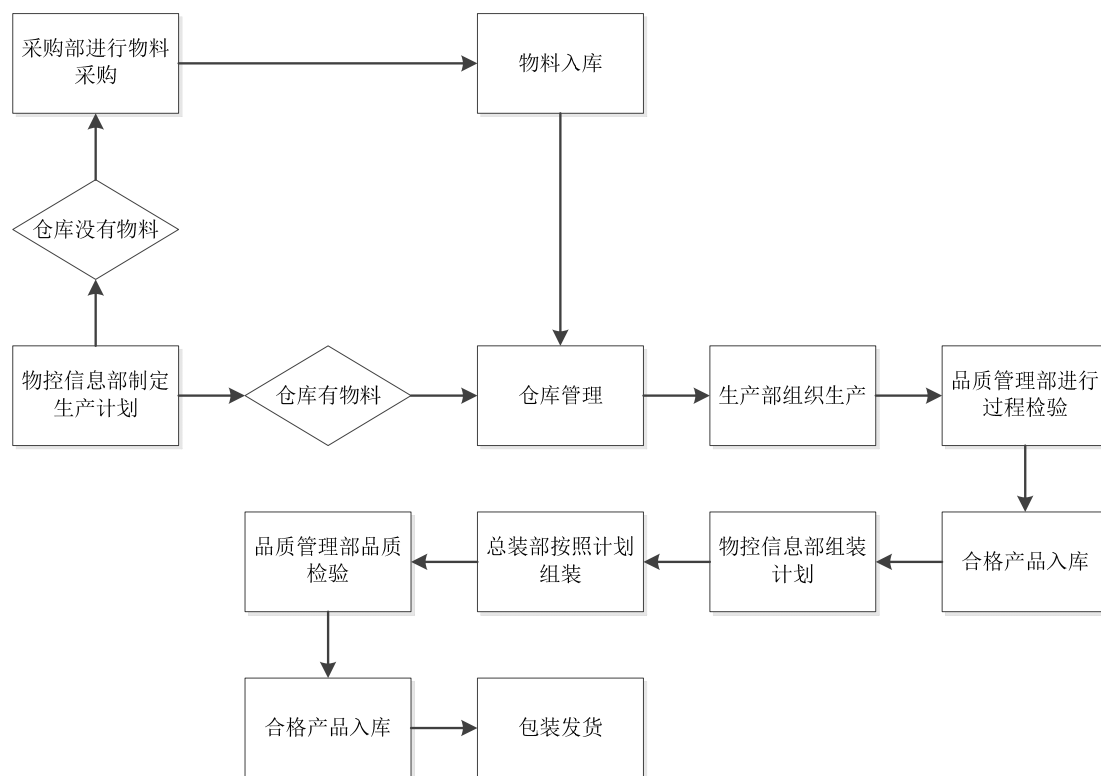 采购部进行物料
采购
物料入库
仓库没有物料
物控信息部制定
生产计划
仓库有物料
仓库管理
生产部组织生产
品质管理部进行
过程检验
品质管理部品质
检验
总装部按照计划
组装
物控信息部组装
计划
合格产品入库
合格产品入库
包装发货